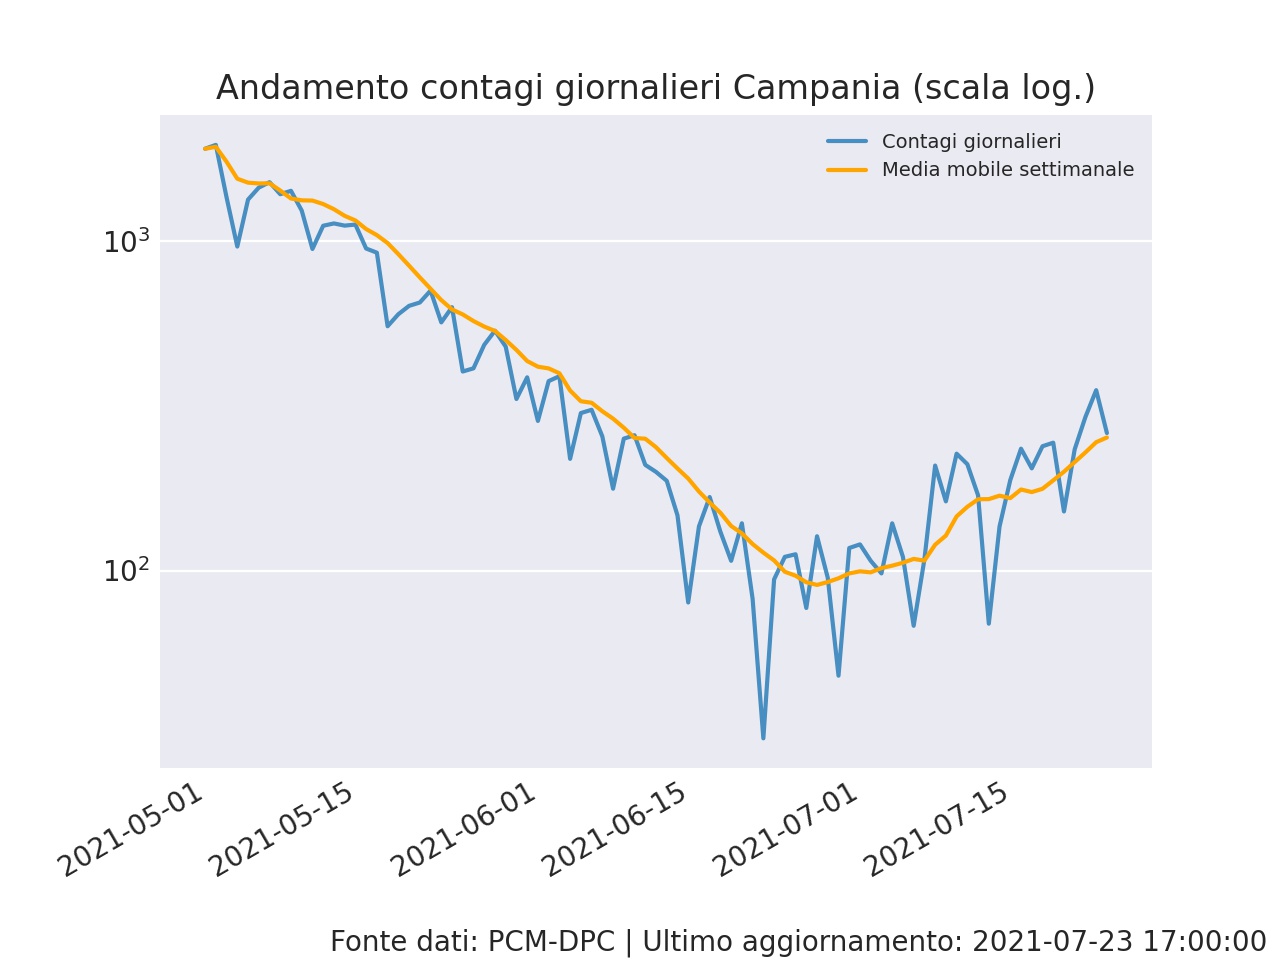 Andamento contagi giornalieri Campania (scala log.)
Contagi giornalieri
Media mobile settimanale
10³
10²
2021-05-01
2021-05-15
2021-06-01
2021-06-15
2021-07-01
2021-07-15
Fonte dati: PCM-DPC | Ultimo aggiornamento: 2021-07-23 17:00:00